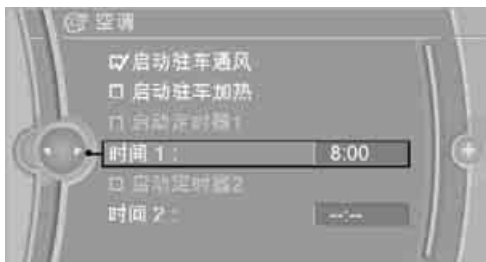 空调
启动驻车通风
启动驻车加热
启动定时器1
时间 1： 8:00
启动定时器2
时间 2： --:--